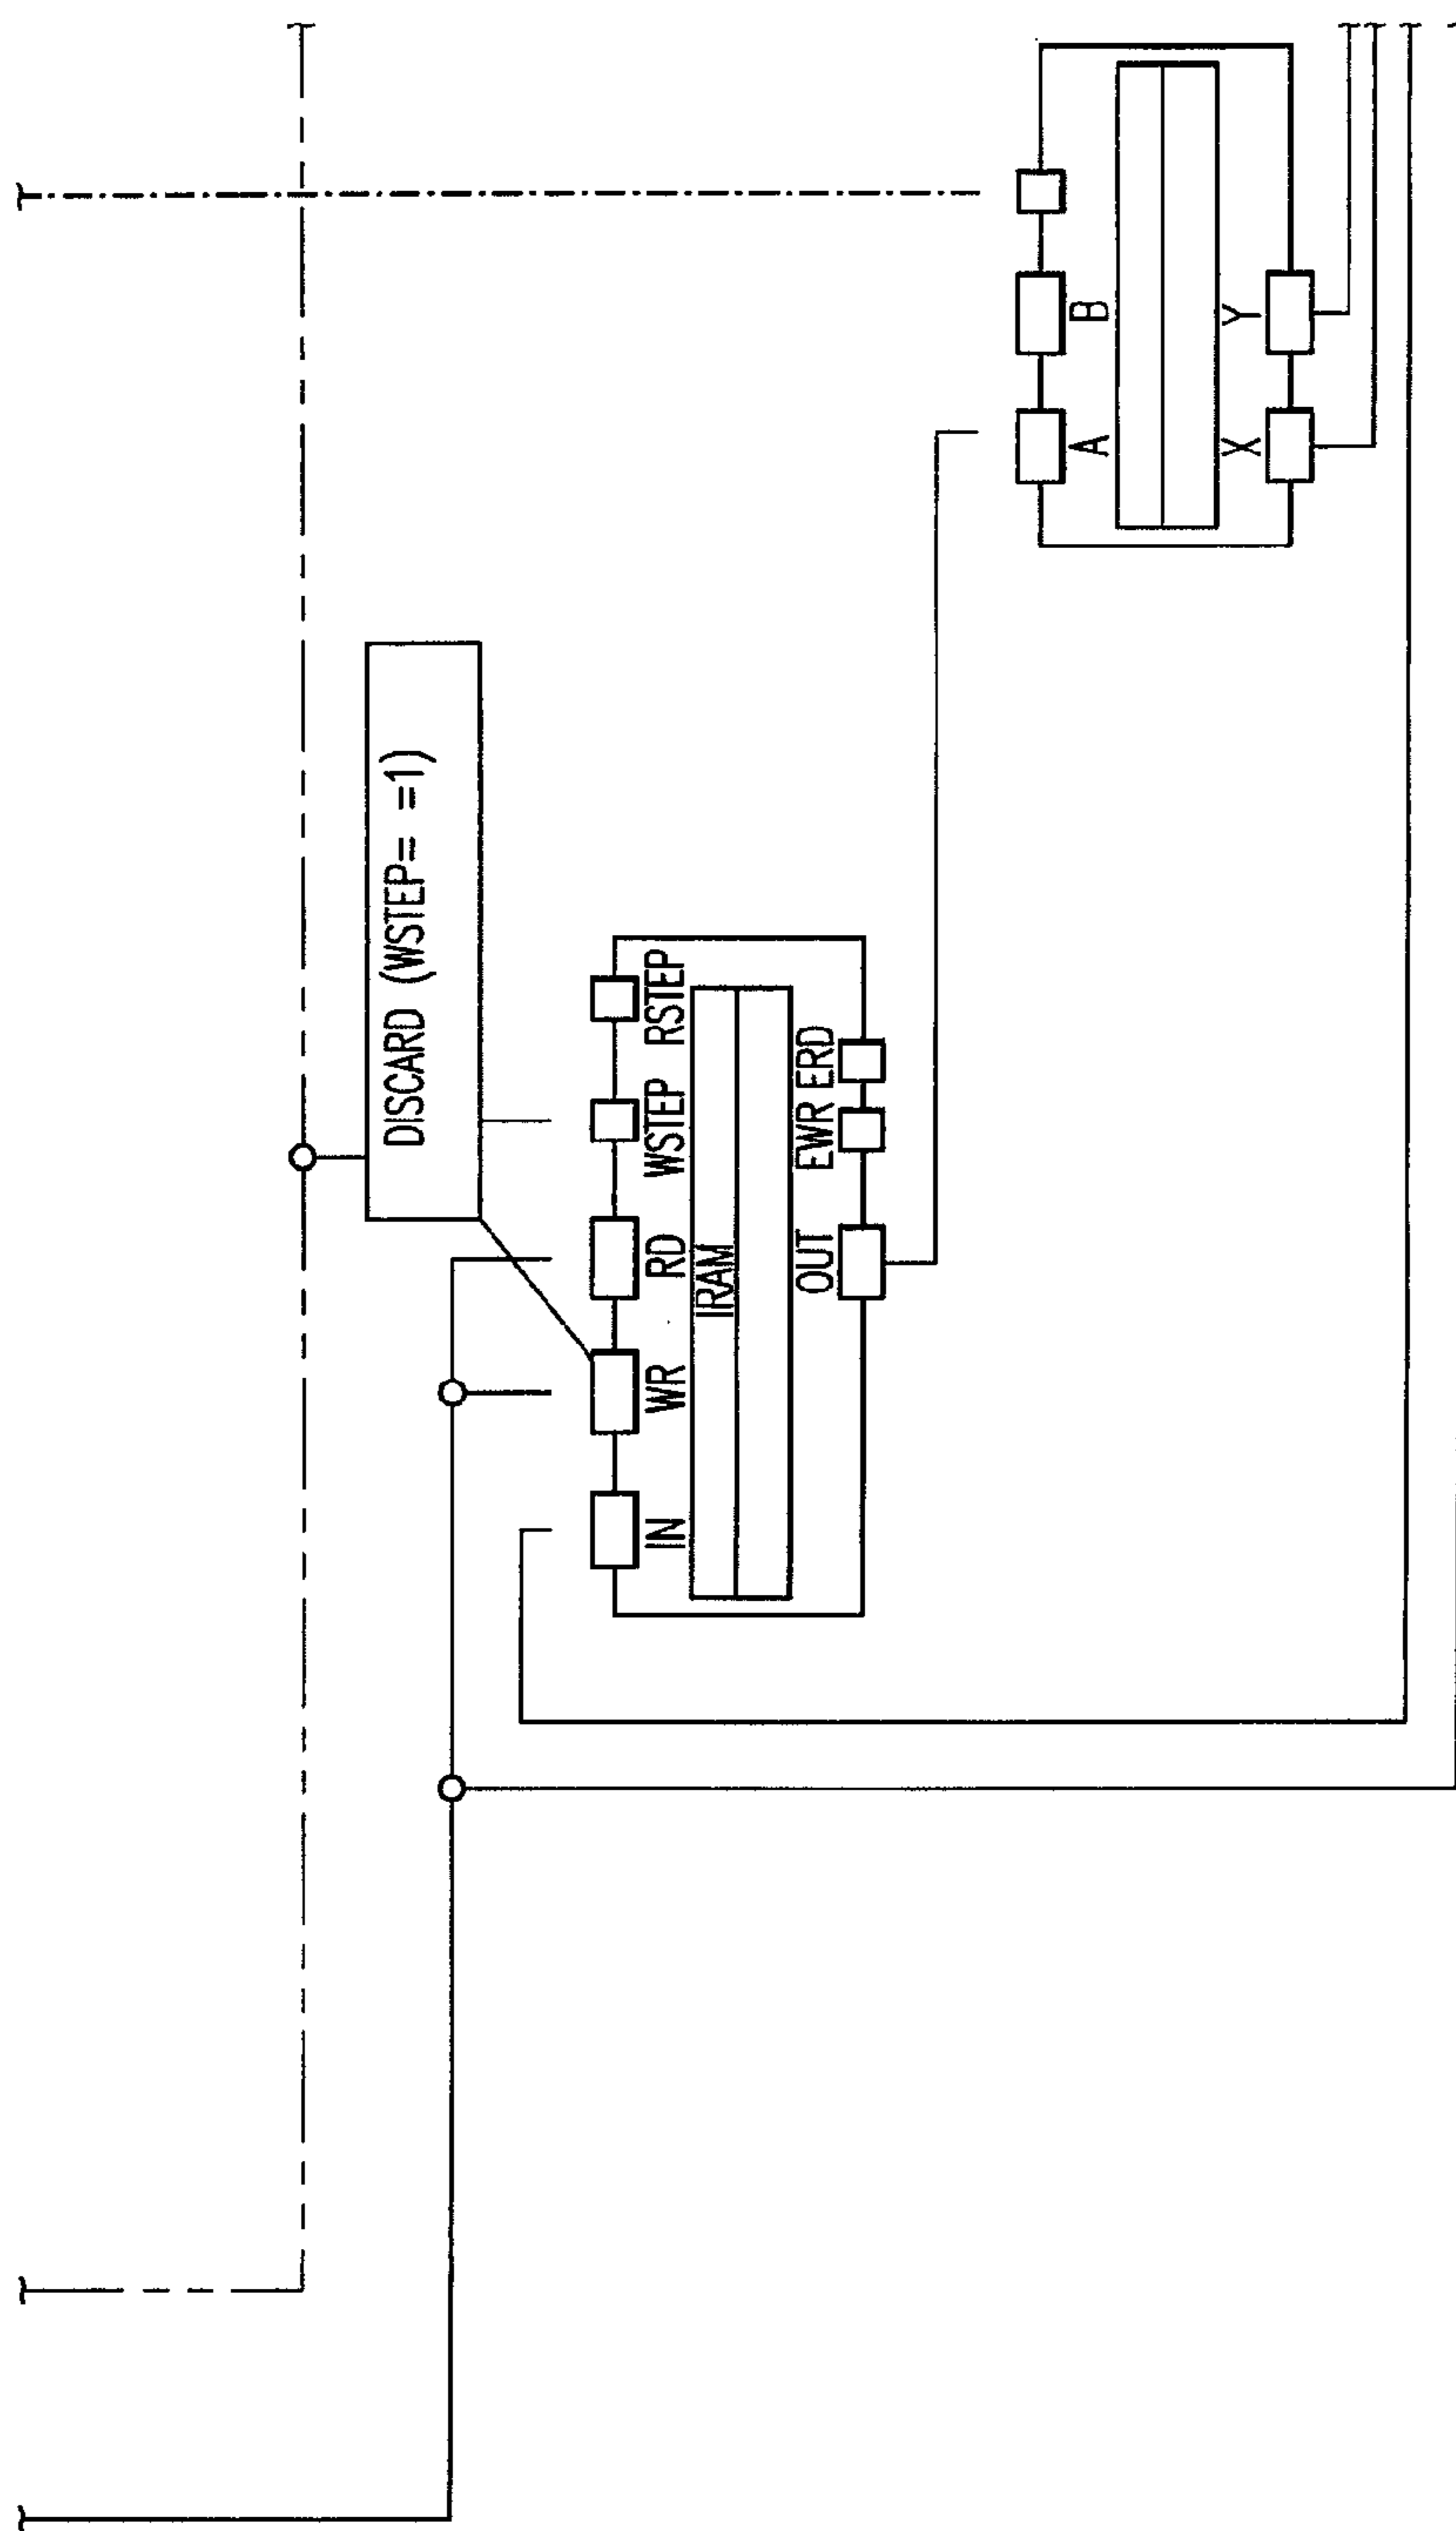 DISCARD (WSTEP= =1)
IN WR RD WSTEP RSTEP
IRAM
OUT EWR ERD
A B
X Y